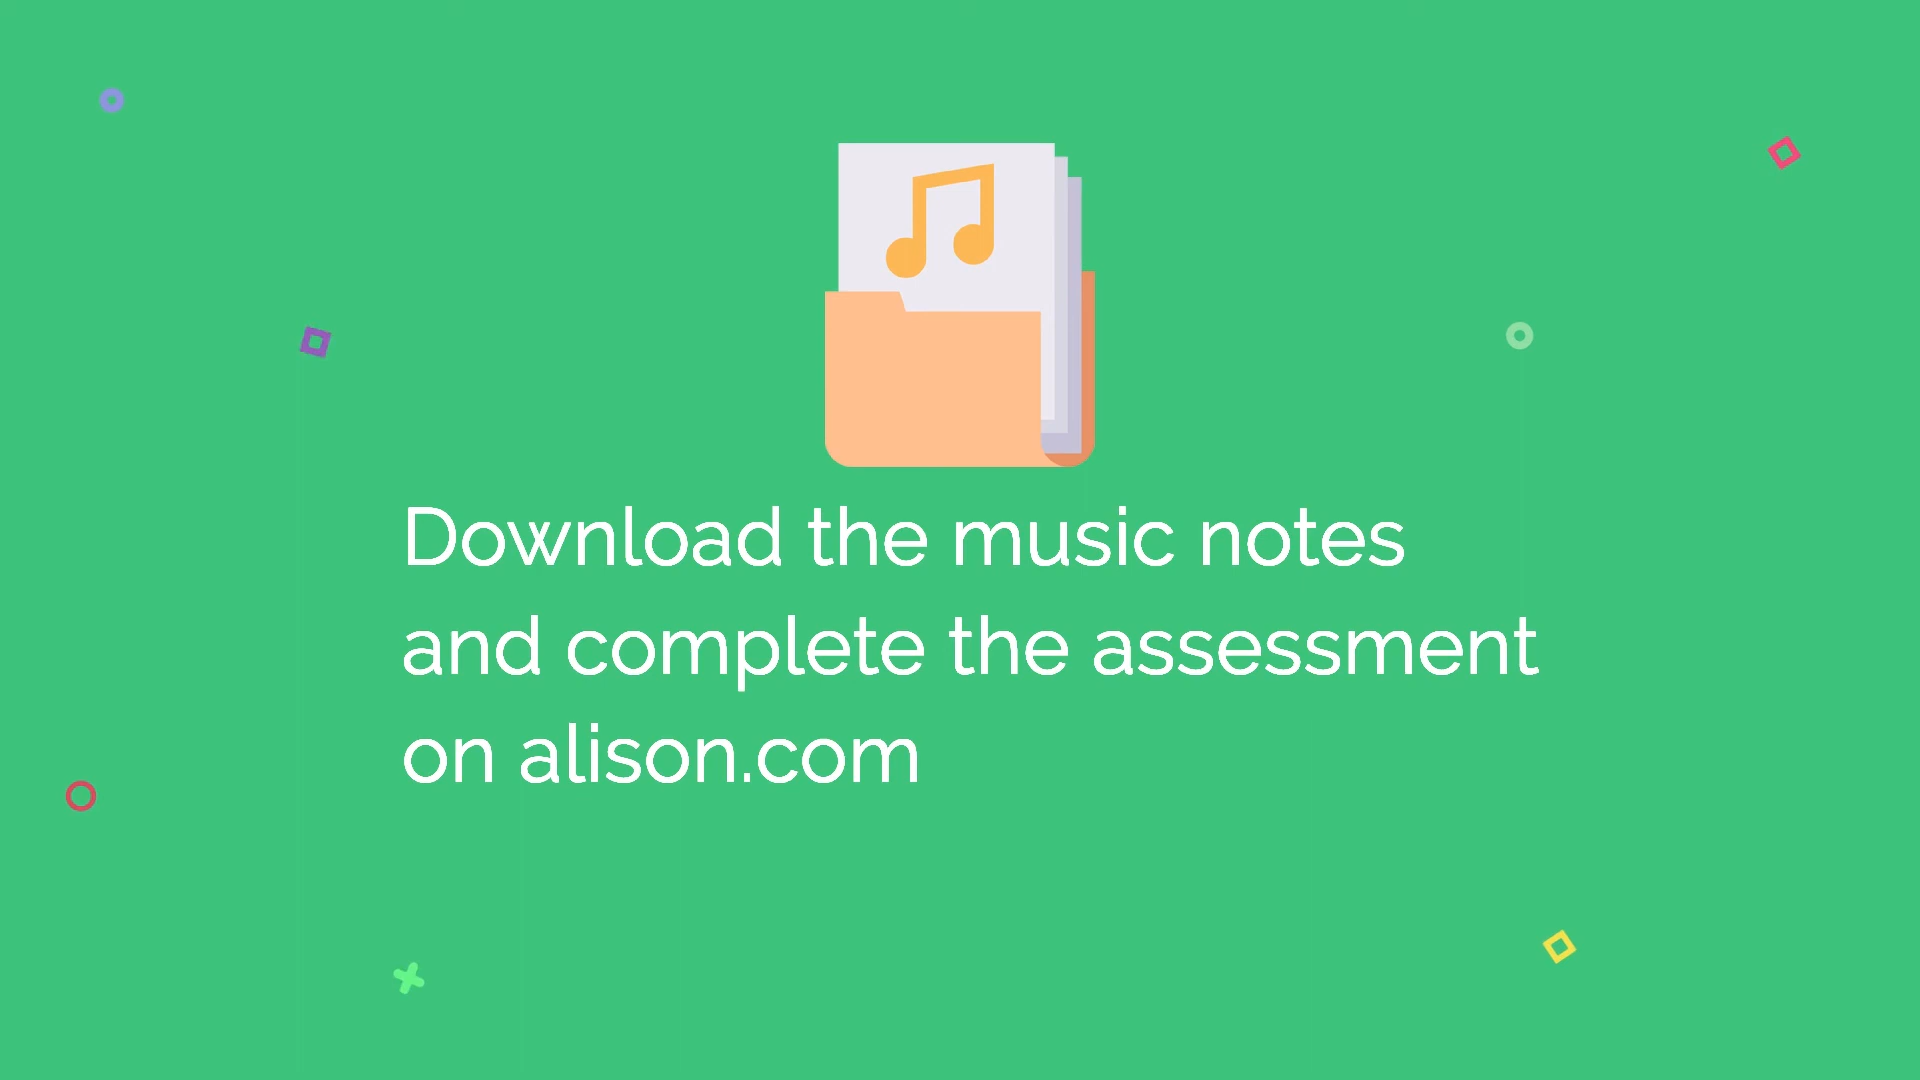 Download the music notes
and complete the assessment
on alison.com